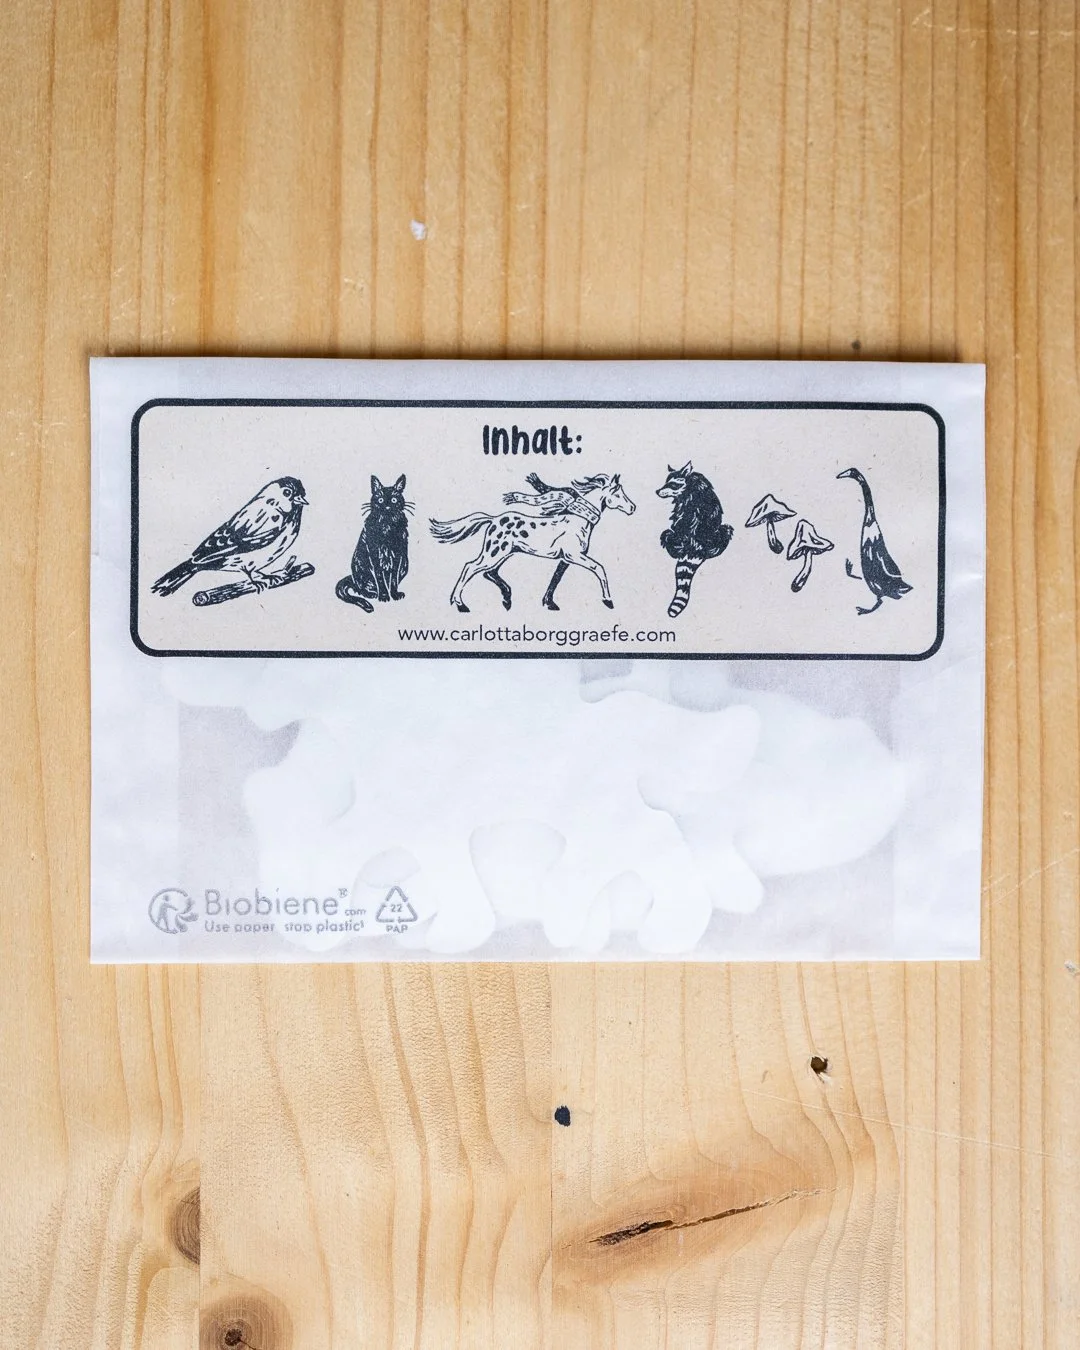 Inhalt:
www.carlottaborggraefe.com
Biobiene®.com
Use paper stop plastic!
22
PAP